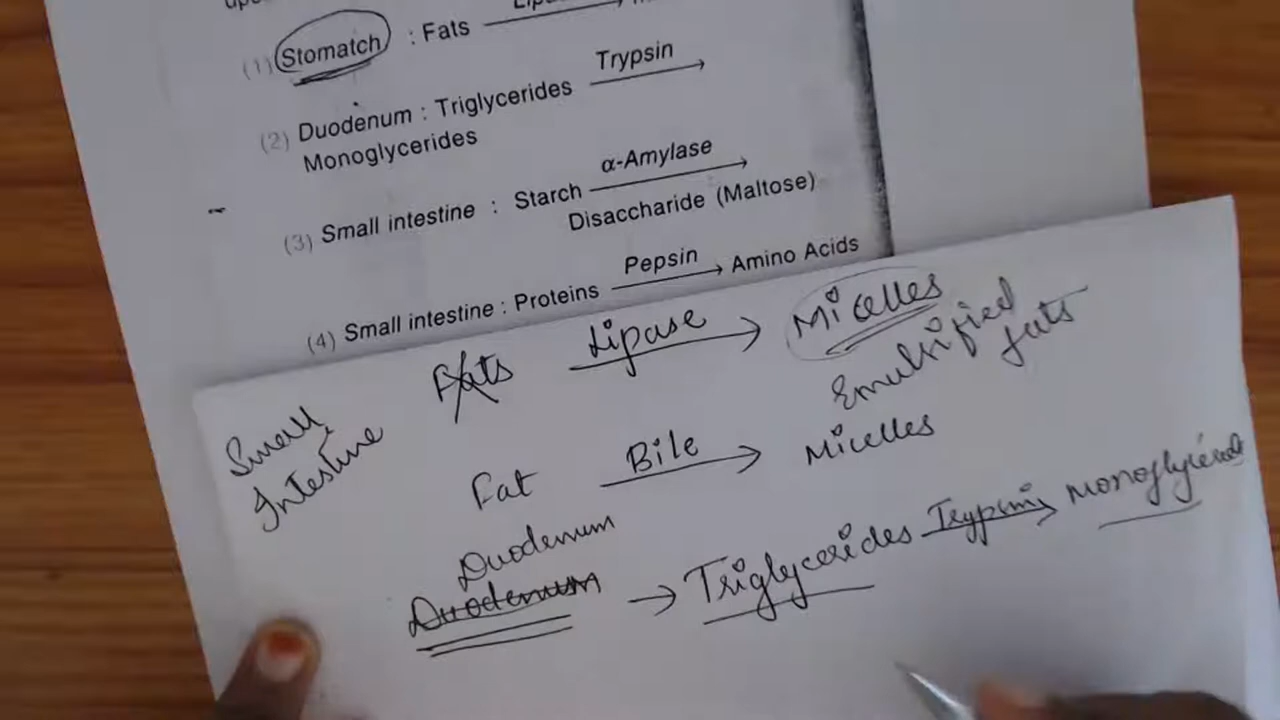 (1) Stomatch : Fats
(2) Duodenum : Triglycerides Trypsin →
Monoglycerides
(3) Small intestine : Starch α-Amylase →
Disaccharide (Maltose)
(4) Small intestine : Proteins Pepsin → Amino Acids
Small Intestine
Fats Lipase → Micelles
Emulsified fats
Fat Bile → Micelles
Duodenum
Duodenum → Triglycerides Trypsin →